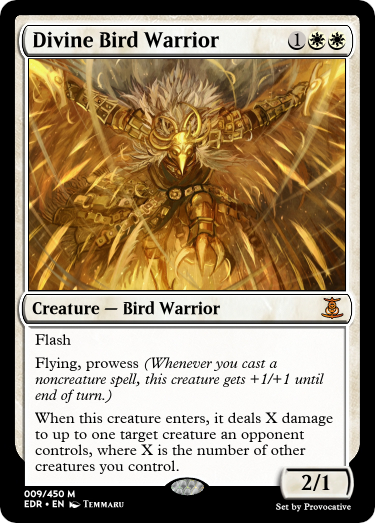 Divine Bird Warrior 1
Creature — Bird Warrior
Flash
Flying, prowess (Whenever you cast a
noncreature spell, this creature gets +1/+1 until
end of turn.)
When this creature enters, it deals X damage
to up to one target creature an opponent
controls, where X is the number of other
creatures you control.
2/1
009/450 M
EDR • EN Temmaru
Set by Provocative